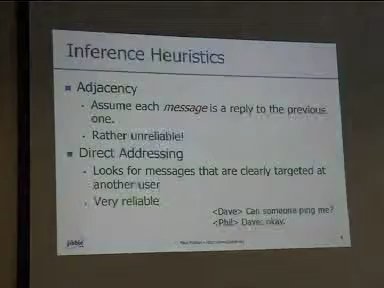 Inference Heuristics
Adjacency
Assume each message is a reply to the previous
one.
Rather unreliable!
Direct Addressing
Looks for messages that are clearly targeted at
another user
Very reliable
<Dave> Can someone ping me?
<Phil> Dave: okay.